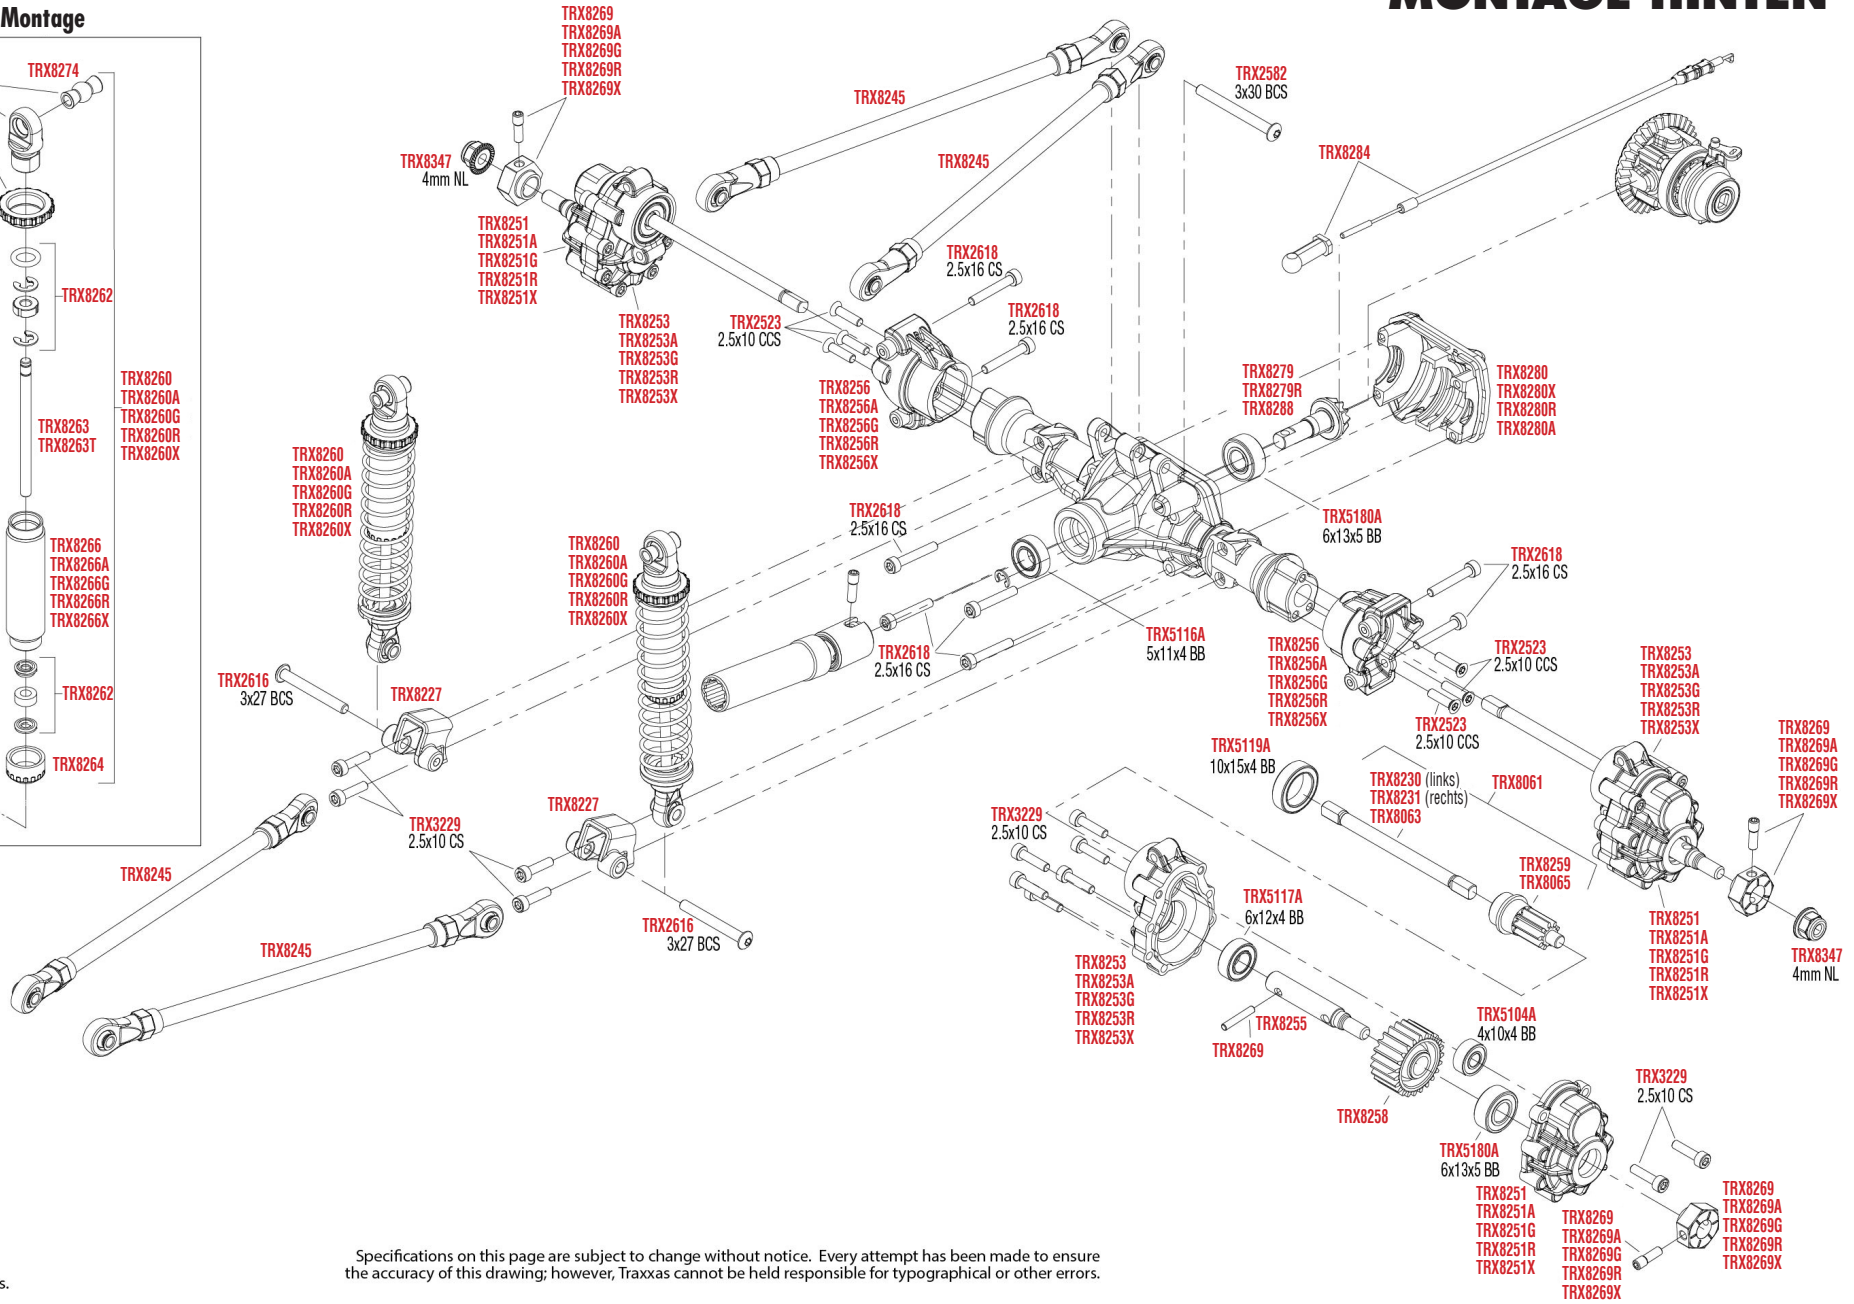 Montage
MONTAGE HINTEN
TRX8274
TRX8262
TRX8263
TRX8263T
TRX8260
TRX8260A
TRX8260G
TRX8260R
TRX8260X
TRX8266
TRX8266A
TRX8266G
TRX8266R
TRX8266X
TRX8262
TRX8264
TRX8269
TRX8269A
TRX8269G
TRX8269R
TRX8269X
TRX8347
4mm NL
TRX8251
TRX8251A
TRX8251G
TRX8251R
TRX8251X
TRX8253
TRX8253A
TRX8253G
TRX8253R
TRX8253X
TRX8245
TRX8245
TRX2582
3x30 BCS
TRX8284
TRX2618
2.5x16 CS
TRX2618
2.5x16 CS
TRX2523
2.5x10 CCS
TRX8256
TRX8256A
TRX8256G
TRX8256R
TRX8256X
TRX8279
TRX8279R
TRX8288
TRX8280
TRX8280X
TRX8280R
TRX8280A
TRX8260
TRX8260A
TRX8260G
TRX8260R
TRX8260X
TRX8260
TRX8260A
TRX8260G
TRX8260R
TRX8260X
TRX2618
2.5x16 CS
TRX5180A
6x13x5 BB
TRX2618
2.5x16 CS
TRX5116A
5x11x4 BB
TRX2618
2.5x16 CS
TRX8256
TRX8256A
TRX8256G
TRX8256R
TRX8256X
TRX2523
2.5x10 CCS
TRX2523
2.5x10 CCS
TRX8253
TRX8253A
TRX8253G
TRX8253R
TRX8253X
TRX8269
TRX8269A
TRX8269G
TRX8269R
TRX8269X
TRX2616
3x27 BCS
TRX8227
TRX8227
TRX3229
2.5x10 CS
TRX2616
3x27 BCS
TRX8245
TRX8245
TRX5119A
10x15x4 BB
TRX8230 (links)
TRX8231 (rechts)
TRX8063
TRX8061
TRX3229
2.5x10 CS
TRX8259
TRX8065
TRX5117A
6x12x4 BB
TRX8251
TRX8251A
TRX8251G
TRX8251R
TRX8251X
TRX8347
4mm NL
TRX8253
TRX8253A
TRX8253G
TRX8253R
TRX8253X
TRX8255
TRX8269
TRX5104A
4x10x4 BB
TRX8258
TRX5180A
6x13x5 BB
TRX3229
2.5x10 CS
TRX8251
TRX8251A
TRX8251G
TRX8251R
TRX8251X
TRX8269
TRX8269A
TRX8269G
TRX8269R
TRX8269X
TRX8269
TRX8269A
TRX8269G
TRX8269R
TRX8269X
Specifications on this page are subject to change without notice. Every attempt has been made to ensure
the accuracy of this drawing; however, Traxxas cannot be held responsible for typographical or other errors.
s.